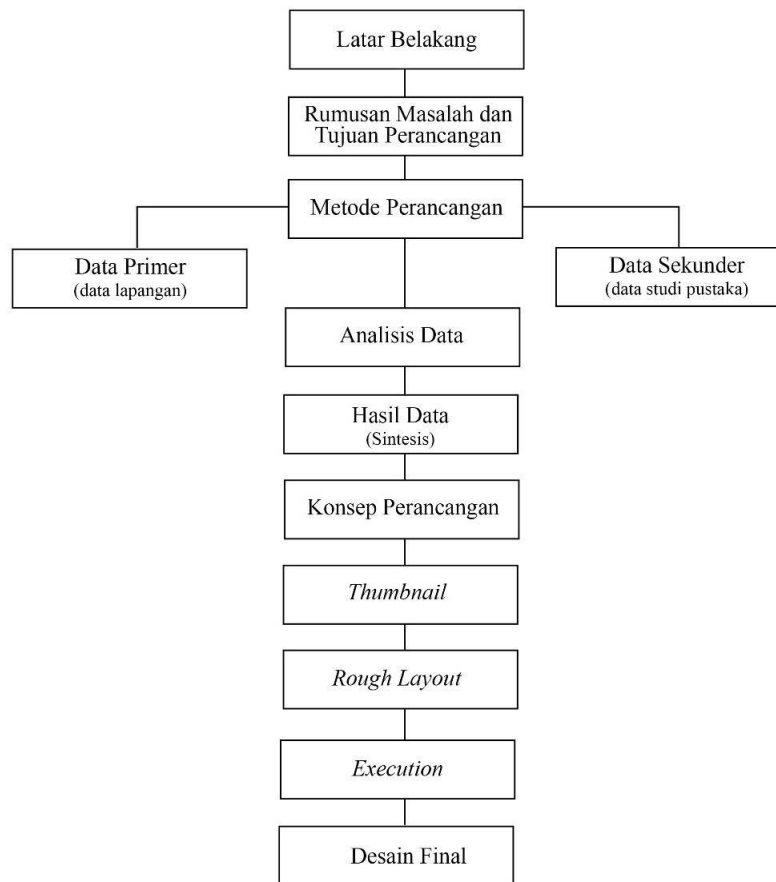 Latar Belakang
Rumusan Masalah dan
Tujuan Perancangan
Metode Perancangan
Data Primer
(data lapangan)
Data Sekunder
(data studi pustaka)
Analisis Data
Hasil Data
(Sintesis)
Konsep Perancangan
Thumbnail
Rough Layout
Execution
Desain Final